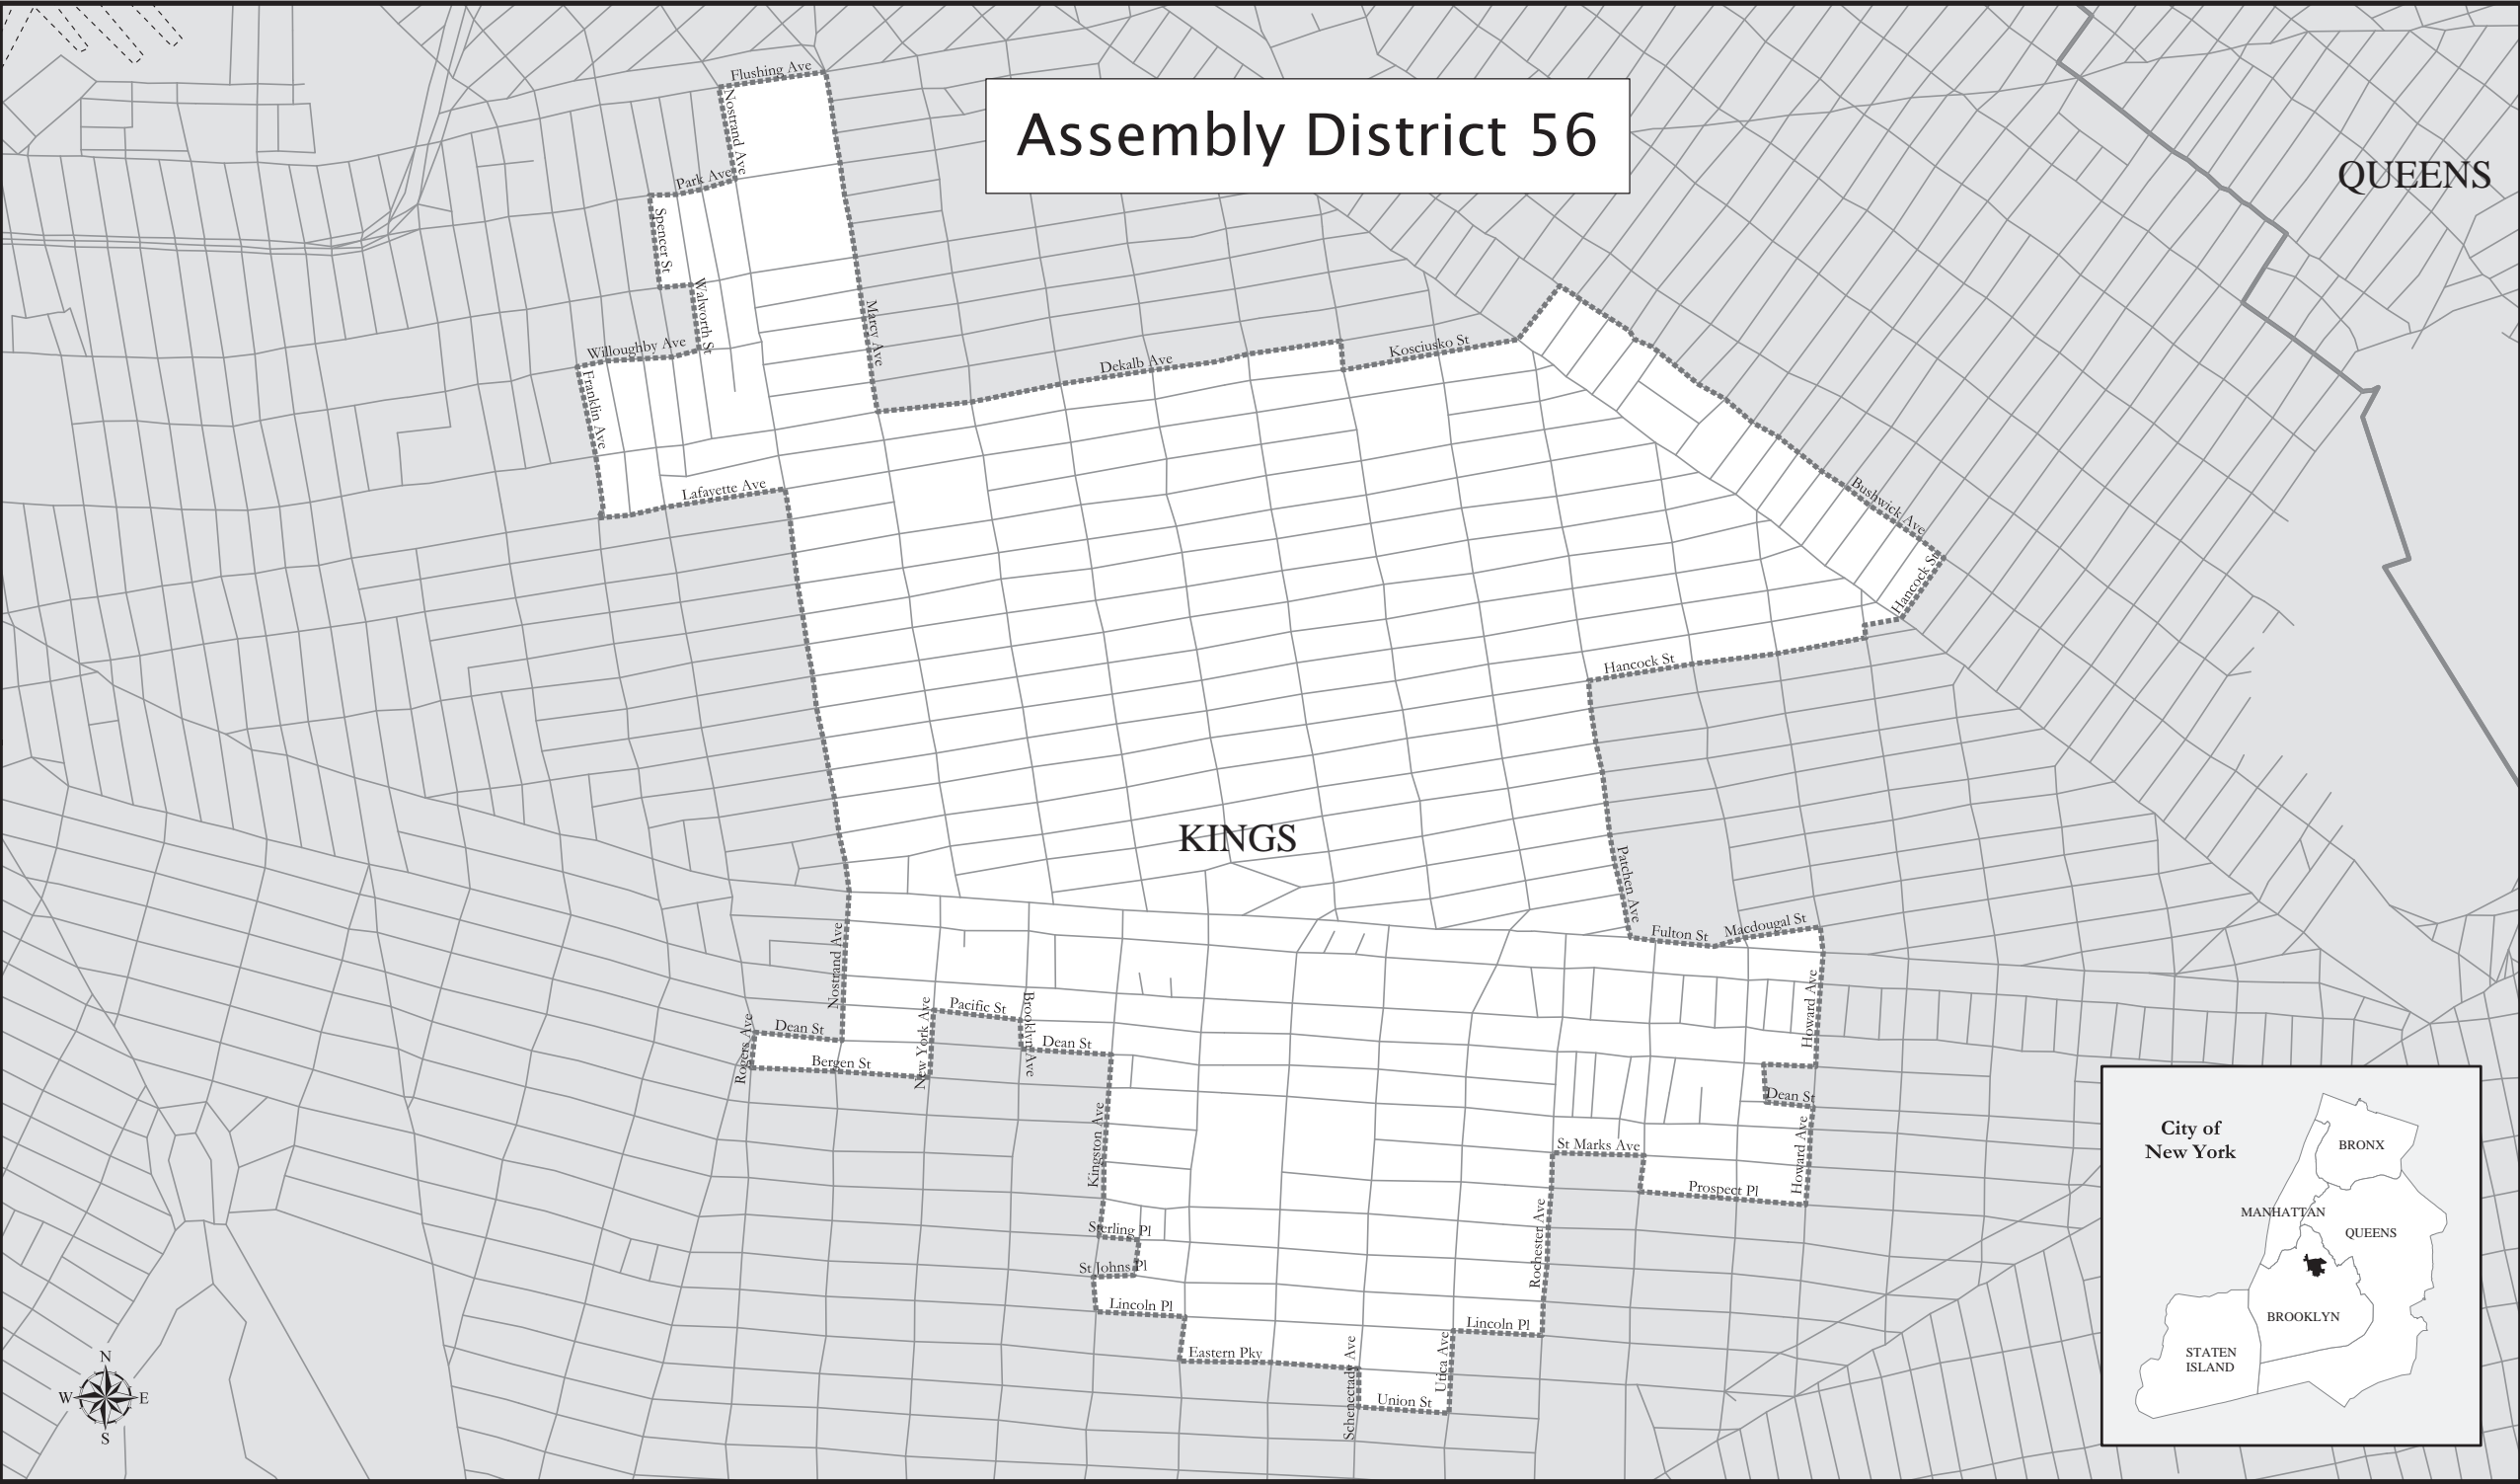 Flushing Ave
Nostrand Ave
Assembly District 56
QUEENS
Park Ave
Spencer St
Walworth St
Marcy Ave
Willoughby Ave
Franklin Ave
Dekalb Ave
Kosciusko St
Lafayette Ave
Bushwick Ave
Hancock St
Hancock St
KINGS
Patchen Ave
Fulton St
Macdougal St
Nostrand Ave
Howard Ave
Rogers Ave
Dean St
Bergen St
New York Ave
Pacific St
Brooklyn Ave
Dean St
Dean St
Kingston Ave
St Marks Ave
Howard Ave
Prospect Pl
Sterling Pl
St Johns Pl
Rochester Ave
Lincoln Pl
Lincoln Pl
Eastern Pkv
Schenectady Ave
Utica Ave
Union St
N
W
E
S
City of
New York
BRONX
MANHATTAN
QUEENS
BROOKLYN
STATEN
ISLAND